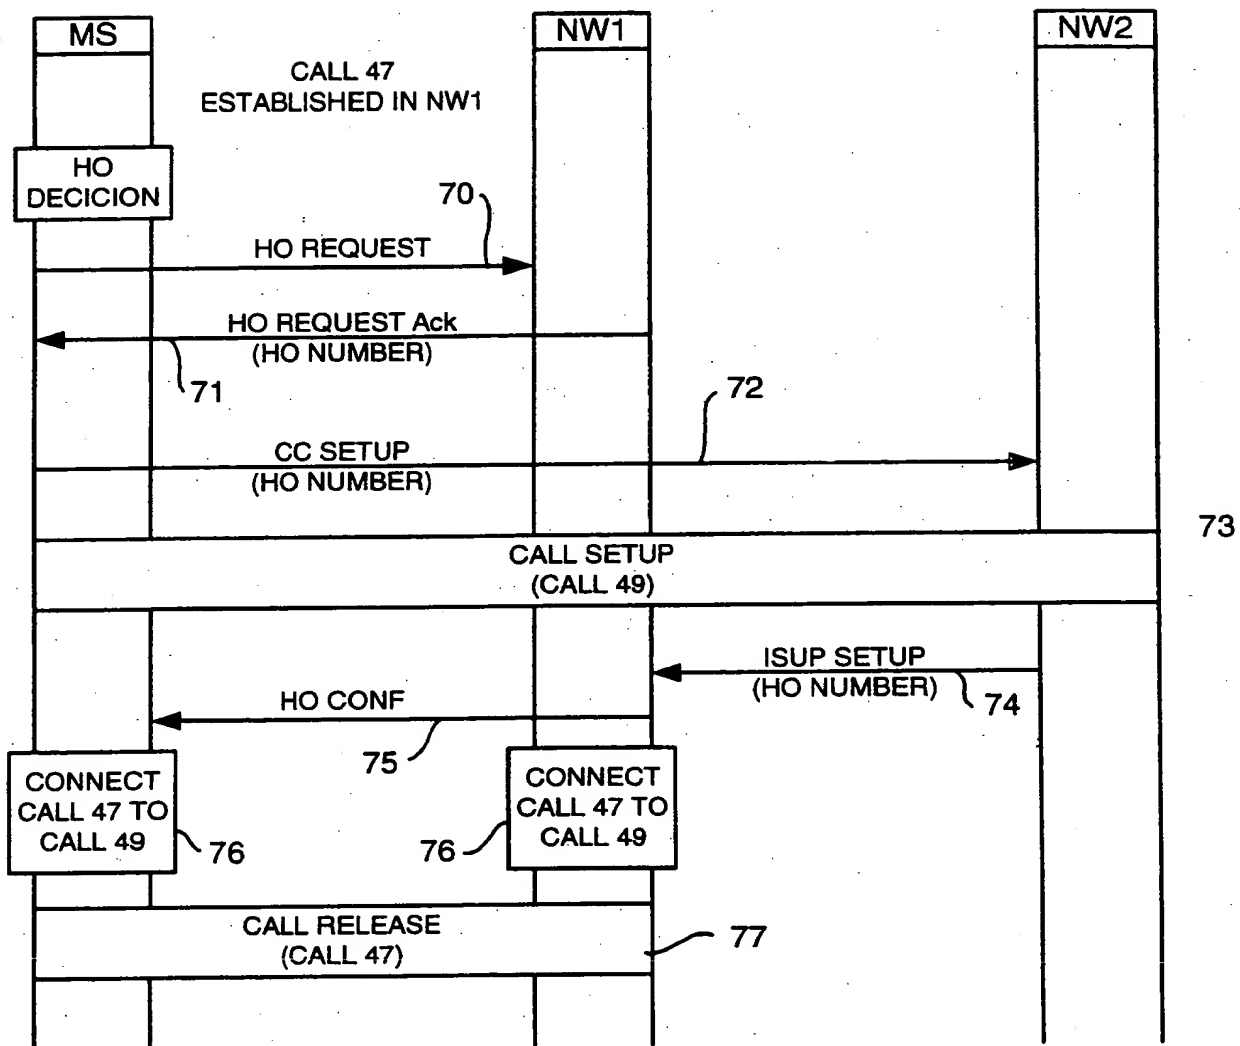 MS
NW1
NW2
CALL 47
ESTABLISHED IN NW1
HO
DECICION
70
HO REQUEST
HO REQUEST Ack
(HO NUMBER)
71
72
CC SETUP
(HO NUMBER)
73
CALL SETUP
(CALL 49)
ISUP SETUP
(HO NUMBER)
74
HO CONF
75
CONNECT
CALL 47 TO
CALL 49
76
CONNECT
CALL 47 TO
CALL 49
76
CALL RELEASE
(CALL 47)
77